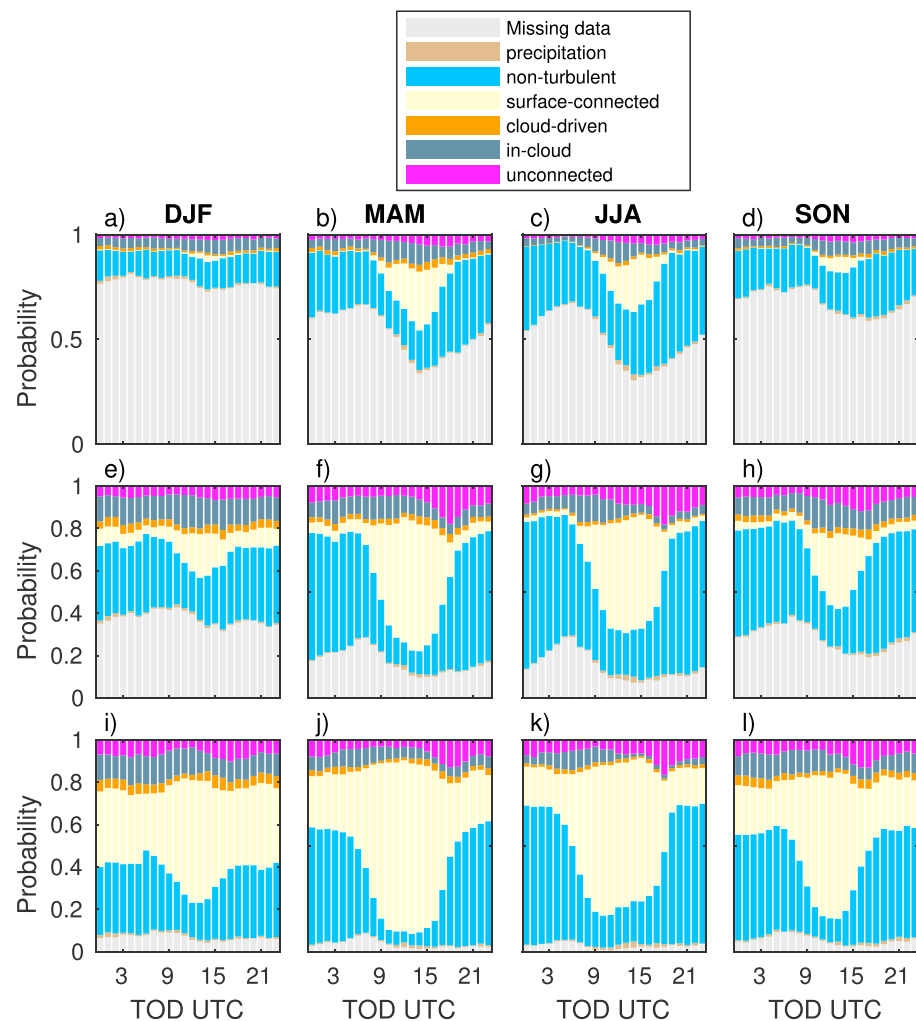 Missing data
precipitation
non-turbulent
surface-connected
cloud-driven
in-cloud
unconnected
a) DJF b) MAM c) JJA d) SON
1
0.5
0
Probability
e) f) g) h)
1
0.8
0.6
0.4
0.2
0
Probability
i) j) k) l)
1
0.8
0.6
0.4
0.2
0
Probability
3 9 15 21 3 9 15 21 3 9 15 21 3 9 15 21
TOD UTC TOD UTC TOD UTC TOD UTC